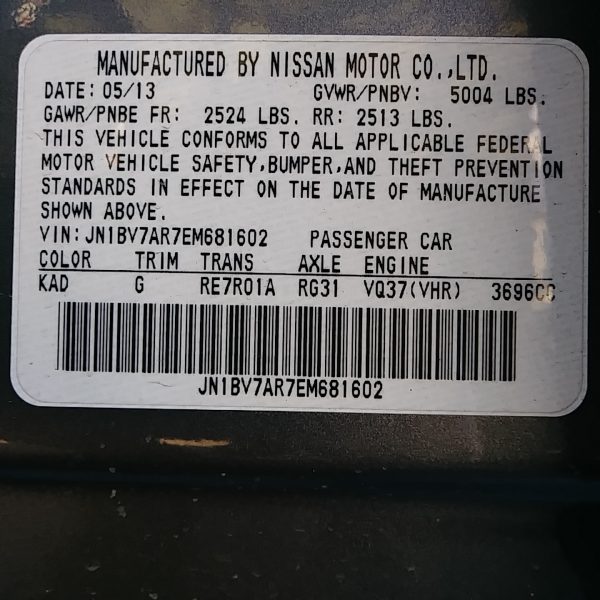 MANUFACTURED BY NISSAN MOTOR CO.,LTD.
DATE: 05/13 GVWR/PNBV: 5004 LBS.
GAWR/PNBE FR: 2524 LBS. RR: 2513 LBS.
THIS VEHICLE CONFORMS TO ALL APPLICABLE FEDERAL
MOTOR VEHICLE SAFETY,BUMPER,AND THEFT PREVENTION
STANDARDS IN EFFECT ON THE DATE OF MANUFACTURE
SHOWN ABOVE.
VIN: JN1BV7AR7EM681602 PASSENGER CAR
COLOR TRIM TRANS AXLE ENGINE
KAD G RE7R01A RG31 VQ37(VHR) 3696CC
JN1BV7AR7EM681602